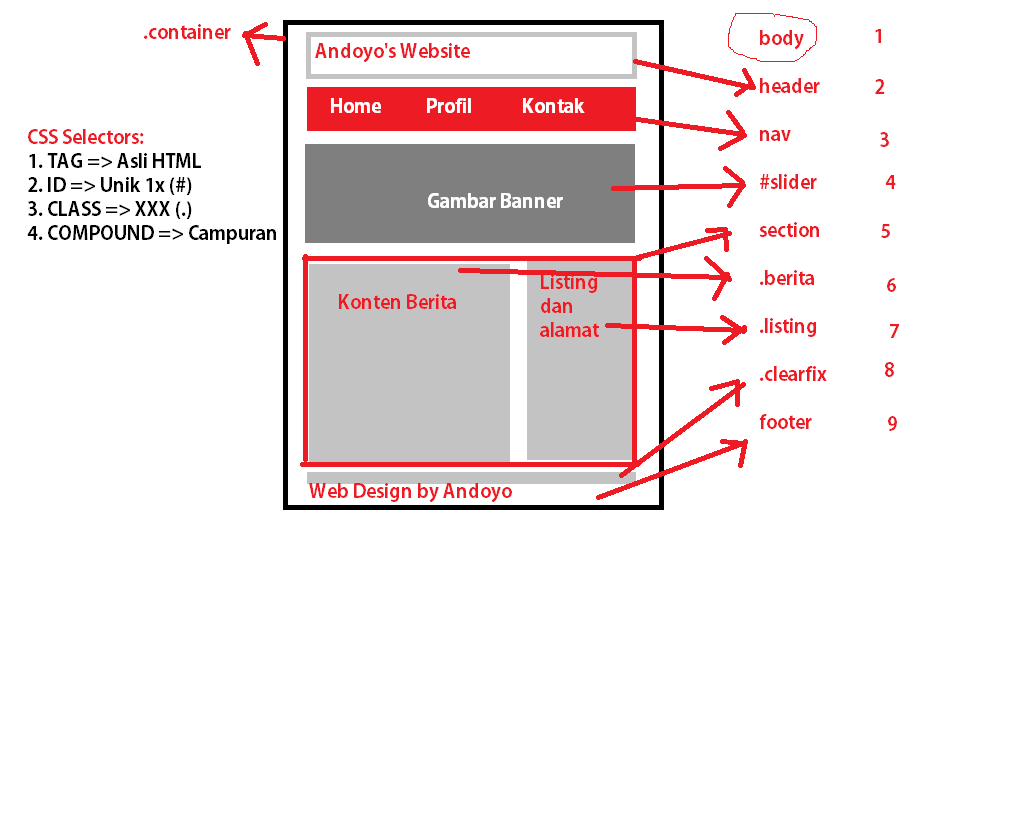 .container
CSS Selectors:
1. TAG => Asli HTML
2. ID => Unik 1x (#)
3. CLASS => XXX (.)
4. COMPOUND => Campuran
Andoyo's Website
Home Profil Kontak
Gambar Banner
Konten Berita
Listing
dan
alamat
Web Design by Andoyo
body 1
header 2
nav 3
#slider 4
section 5
.berita 6
.listing 7
.clearfix 8
footer 9